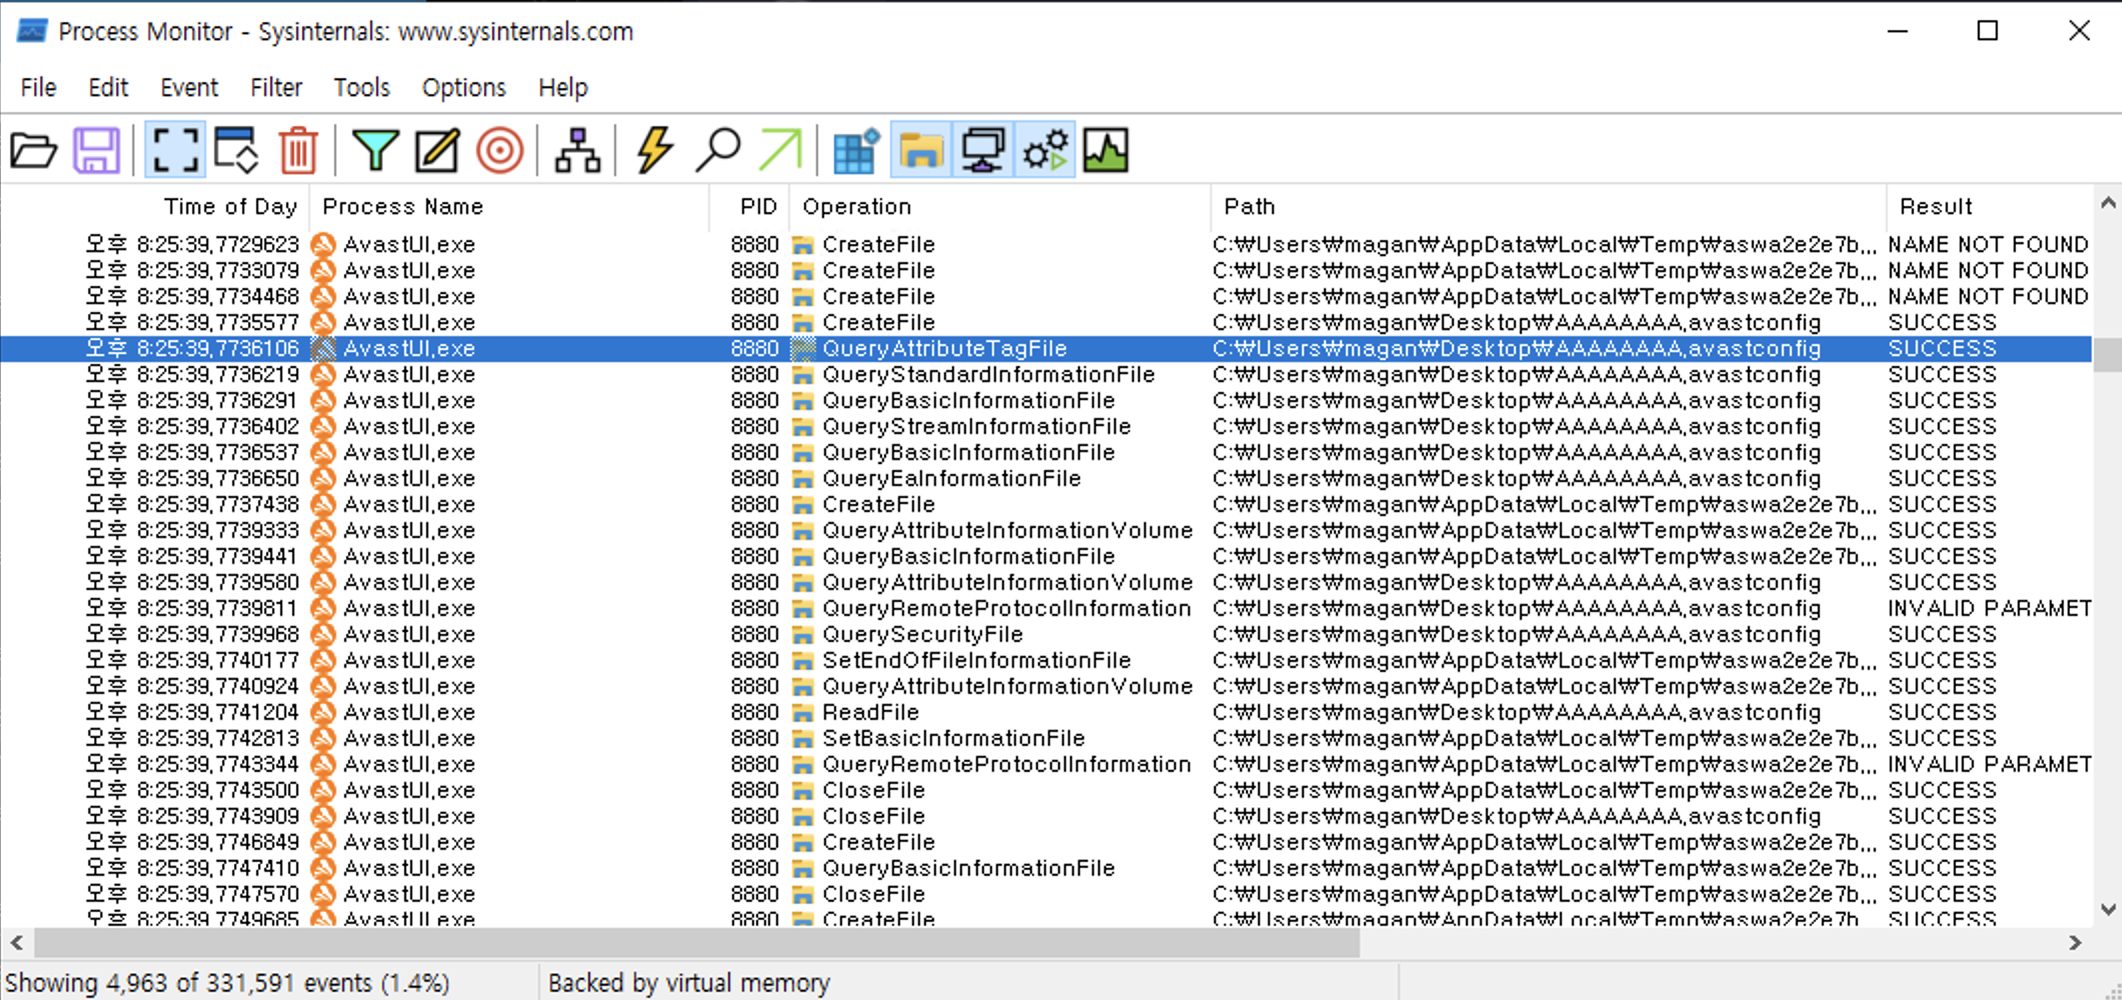 Process Monitor - Sysinternals: www.sysinternals.com
File Edit Event Filter Tools Options Help
Time of Day Process Name PID Operation Path Result
오후 8:25:39,7729623 AvastUI,exe 8880 CreateFile C:₩Users₩magan₩AppData₩Local₩Temp₩aswa2e2e7b,,, NAME NOT FOUND
오후 8:25:39,7733079 AvastUI,exe 8880 CreateFile C:₩Users₩magan₩AppData₩Local₩Temp₩aswa2e2e7b,,, NAME NOT FOUND
오후 8:25:39,7734468 AvastUI,exe 8880 CreateFile C:₩Users₩magan₩AppData₩Local₩Temp₩aswa2e2e7b,,, NAME NOT FOUND
오후 8:25:39,7735577 AvastUI,exe 8880 CreateFile C:₩Users₩magan₩Desktop₩AAAAAAAA,avastconfig SUCCESS
오후 8:25:39,7736106 AvastUI,exe 8880 QueryAttributeTagFile C:₩Users₩magan₩Desktop₩AAAAAAAA,avastconfig SUCCESS
오후 8:25:39,7736219 AvastUI,exe 8880 QueryStandardInformationFile C:₩Users₩magan₩Desktop₩AAAAAAAA,avastconfig SUCCESS
오후 8:25:39,7736291 AvastUI,exe 8880 QueryBasicInformationFile C:₩Users₩magan₩Desktop₩AAAAAAAA,avastconfig SUCCESS
오후 8:25:39,7736402 AvastUI,exe 8880 QueryStreamInformationFile C:₩Users₩magan₩Desktop₩AAAAAAAA,avastconfig SUCCESS
오후 8:25:39,7736537 AvastUI,exe 8880 QueryBasicInformationFile C:₩Users₩magan₩Desktop₩AAAAAAAA,avastconfig SUCCESS
오후 8:25:39,7736650 AvastUI,exe 8880 QueryEaInformationFile C:₩Users₩magan₩Desktop₩AAAAAAAA,avastconfig SUCCESS
오후 8:25:39,7737438 AvastUI,exe 8880 CreateFile C:₩Users₩magan₩AppData₩Local₩Temp₩aswa2e2e7b,,, SUCCESS
오후 8:25:39,7739333 AvastUI,exe 8880 QueryAttributeInformationVolume C:₩Users₩magan₩AppData₩Local₩Temp₩aswa2e2e7b,,, SUCCESS
오후 8:25:39,7739441 AvastUI,exe 8880 QueryBasicInformationFile C:₩Users₩magan₩AppData₩Local₩Temp₩aswa2e2e7b,,, SUCCESS
오후 8:25:39,7739580 AvastUI,exe 8880 QueryAttributeInformationVolume C:₩Users₩magan₩Desktop₩AAAAAAAA,avastconfig SUCCESS
오후 8:25:39,7739811 AvastUI,exe 8880 QueryRemoteProtocolInformation C:₩Users₩magan₩Desktop₩AAAAAAAA,avastconfig INVALID PARAMET
오후 8:25:39,7739968 AvastUI,exe 8880 QuerySecurityFile C:₩Users₩magan₩Desktop₩AAAAAAAA,avastconfig SUCCESS
오후 8:25:39,7740177 AvastUI,exe 8880 SetEndOfFileInformationFile C:₩Users₩magan₩AppData₩Local₩Temp₩aswa2e2e7b,,, SUCCESS
오후 8:25:39,7740924 AvastUI,exe 8880 QueryAttributeInformationVolume C:₩Users₩magan₩AppData₩Local₩Temp₩aswa2e2e7b,,, SUCCESS
오후 8:25:39,7741204 AvastUI,exe 8880 ReadFile C:₩Users₩magan₩Desktop₩AAAAAAAA,avastconfig SUCCESS
오후 8:25:39,7742813 AvastUI,exe 8880 SetBasicInformationFile C:₩Users₩magan₩AppData₩Local₩Temp₩aswa2e2e7b,,, SUCCESS
오후 8:25:39,7743344 AvastUI,exe 8880 QueryRemoteProtocolInformation C:₩Users₩magan₩AppData₩Local₩Temp₩aswa2e2e7b,,, INVALID PARAMET
오후 8:25:39,7743500 AvastUI,exe 8880 CloseFile C:₩Users₩magan₩AppData₩Local₩Temp₩aswa2e2e7b,,, SUCCESS
오후 8:25:39,7743909 AvastUI,exe 8880 CloseFile C:₩Users₩magan₩Desktop₩AAAAAAAA,avastconfig SUCCESS
오후 8:25:39,7746849 AvastUI,exe 8880 CreateFile C:₩Users₩magan₩AppData₩Local₩Temp₩aswa2e2e7b,,, SUCCESS
오후 8:25:39,7747410 AvastUI,exe 8880 QueryBasicInformationFile C:₩Users₩magan₩AppData₩Local₩Temp₩aswa2e2e7b,,, SUCCESS
오후 8:25:39,7747570 AvastUI,exe 8880 CloseFile C:₩Users₩magan₩AppData₩Local₩Temp₩aswa2e2e7b,,, SUCCESS
오후 8:25:39 7749685 AvastUI exe 8880 CreateFile C:₩Users₩magan₩AppData₩Local₩Temp₩aswa2e2e7b SUCCESS
Showing 4,963 of 331,591 events (1.4%) Backed by virtual memory